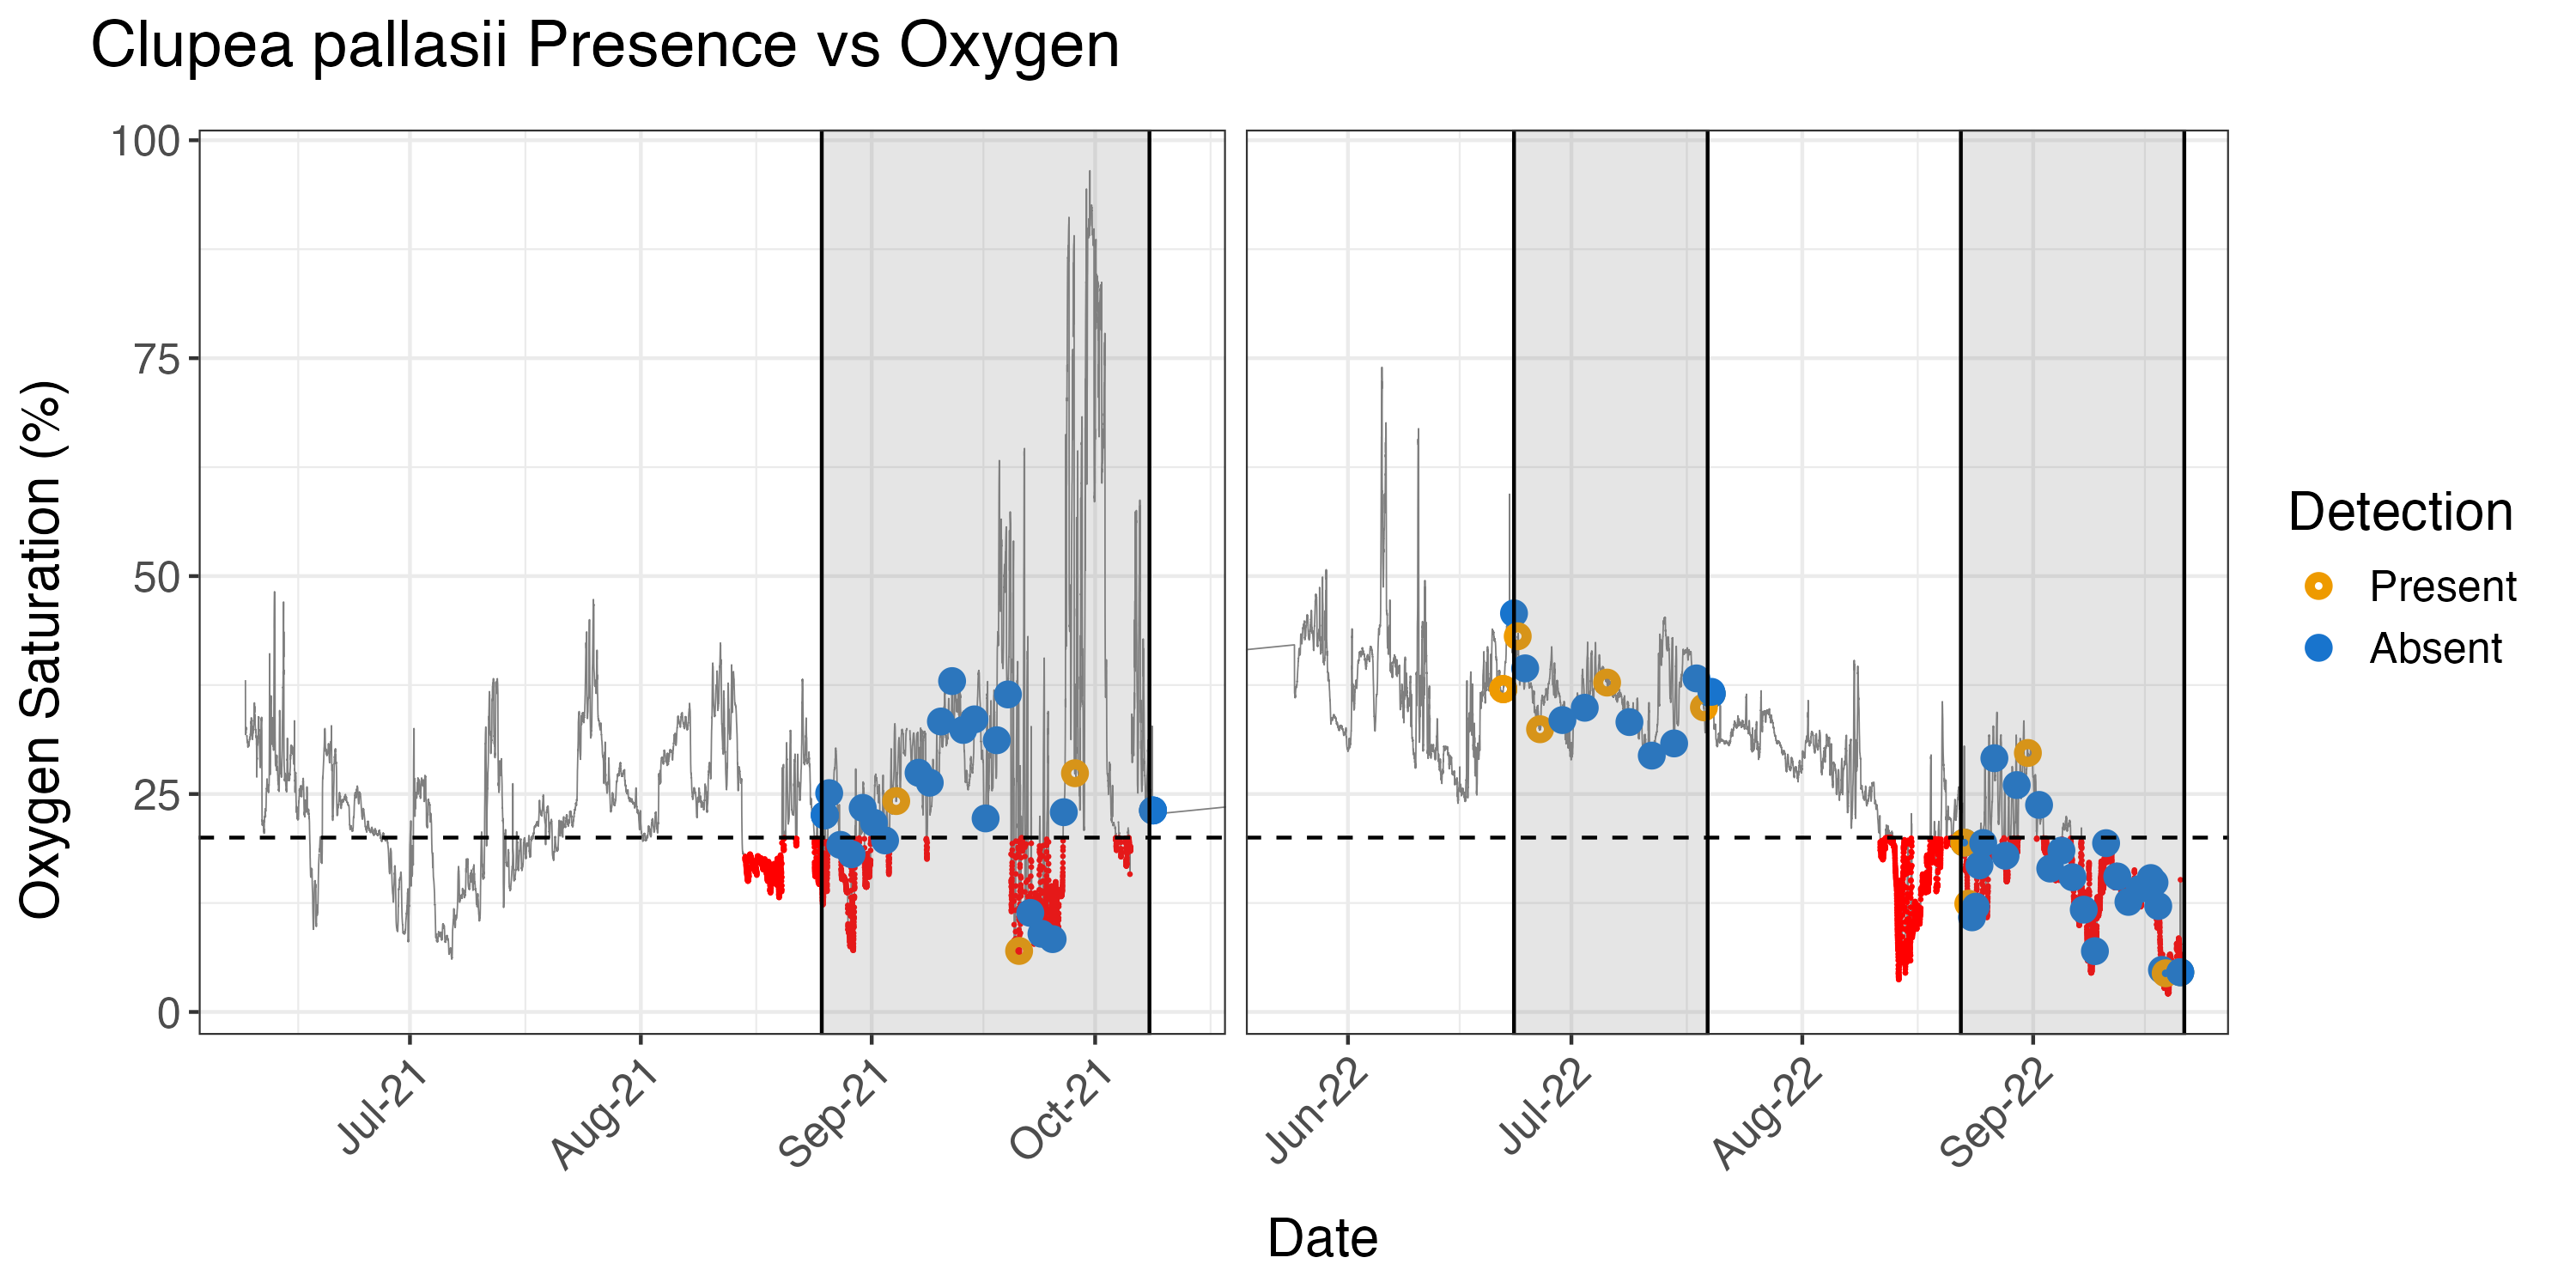 Clupea pallasii Presence vs Oxygen
Oxygen Saturation (%)
100
75
50
25
0
Jul-21
Aug-21
Sep-21
Oct-21
Jun-22
Jul-22
Aug-22
Sep-22
Date
Detection
Present
Absent